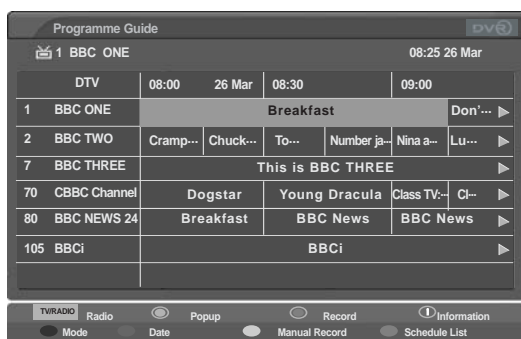 Programme Guide DVR
1 BBC ONE 08:25 26 Mar
DTV 08:00 26 Mar 08:30 09:00
1 BBC ONE Breakfast Don'···
2 BBC TWO Cramp··· Chuck··· To··· Number ja··· Nina a··· Lu···
7 BBC THREE This is BBC THREE
70 CBBC Channel Dogstar Young Dracula Class TV:··· Cl···
80 BBC NEWS 24 Breakfast BBC News BBC News
105 BBCi BBCi
TV/RADIO Radio Popup Record Information
Mode Date Manual Record Schedule List